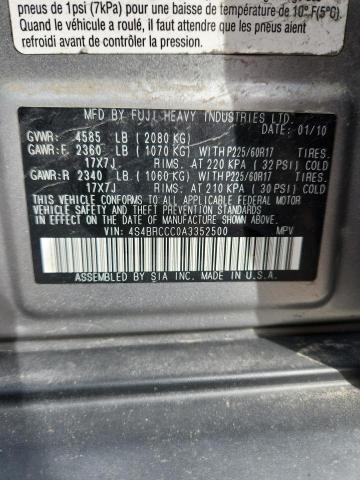 pneus de 1psi (7kPa) pour une baisse de température de 10°F(5°C).
Quand le véhicule a roulé, il faut attendre que les pneus aient
refroidi avant de contrôler la pression.
MFD. BY FUJI HEAVY INDUSTRIES LTD.
DATE: 01/10
GVWR: 4585 LB (2080 KG)
GAWR:F 2360 LB (1070 KG) WITH P225/60R17 TIRES.
17X7J RIMS. AT 220 KPA (32 PSI) COLD
GAWR:R 2340 LB (1060 KG) WITH P225/60R17 TIRES.
17X7J RIMS. AT 210 KPA (30 PSI) COLD
THIS VEHICLE CONFORMS TO ALL APPLICABLE FEDERAL MOTOR
VEHICLE SAFETY AND THEFT PREVENTION STANDARDS
IN EFFECT ON THE DATE OF MANUFACTURE SHOWN ABOVE.
VIN: 4S4BRCCC0A3352500 MPV
ASSEMBLED BY SIA INC. MADE IN U.S.A.